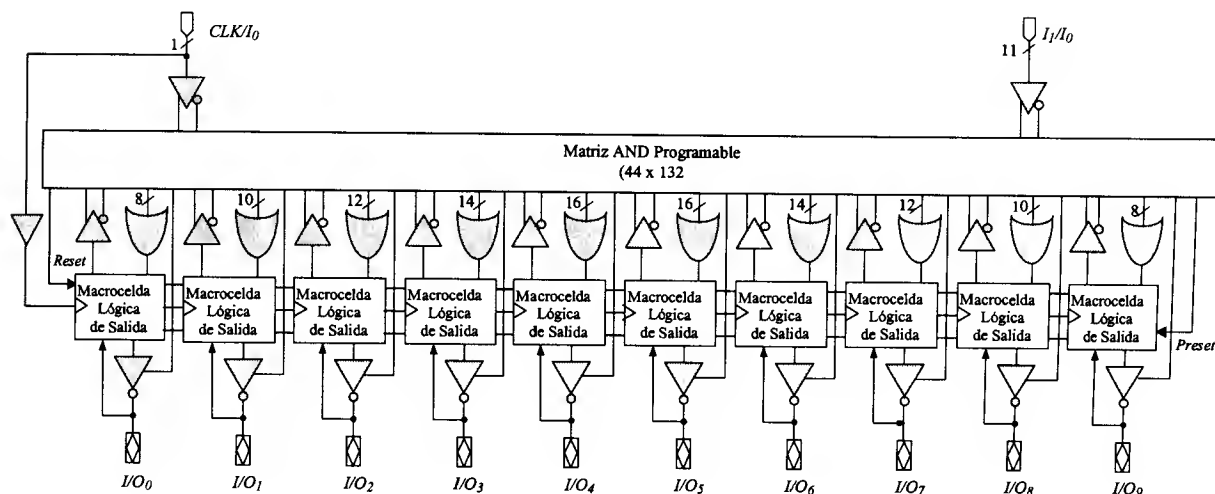 CLK/I0
1
I1/I0
11
Matriz AND Programable
(44 x 132
8 10 12 14 16 16 14 12 10 8
Reset
Macrocelda Lógica de Salida
Macrocelda Lógica de Salida
Macrocelda Lógica de Salida
Macrocelda Lógica de Salida
Macrocelda Lógica de Salida
Macrocelda Lógica de Salida
Macrocelda Lógica de Salida
Macrocelda Lógica de Salida
Macrocelda Lógica de Salida
Macrocelda Lógica de Salida
Preset
I/O0 I/O1 I/O2 I/O3 I/O4 I/O5 I/O6 I/O7 I/O8 I/O9